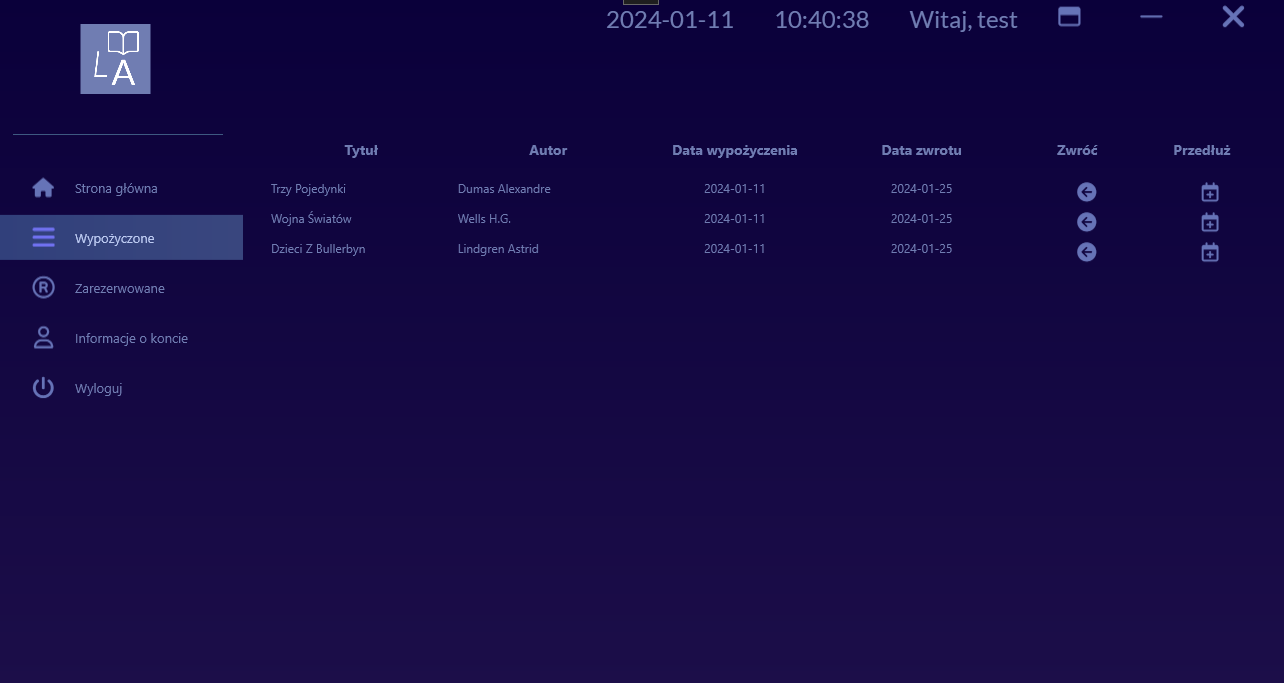 2024-01-11 10:40:38 Witaj, test
LA
Tytuł Autor Data wypożyczenia Data zwrotu Zwróć Przedłuż
Strona główna
Wypożyczone
Zarezerwowane
Informacje o koncie
Wyloguj
Trzy Pojedynki Dumas Alexandre 2024-01-11 2024-01-25
Wojna Światów Wells H.G. 2024-01-11 2024-01-25
Dzieci Z Bullerbyn Lindgren Astrid 2024-01-11 2024-01-25